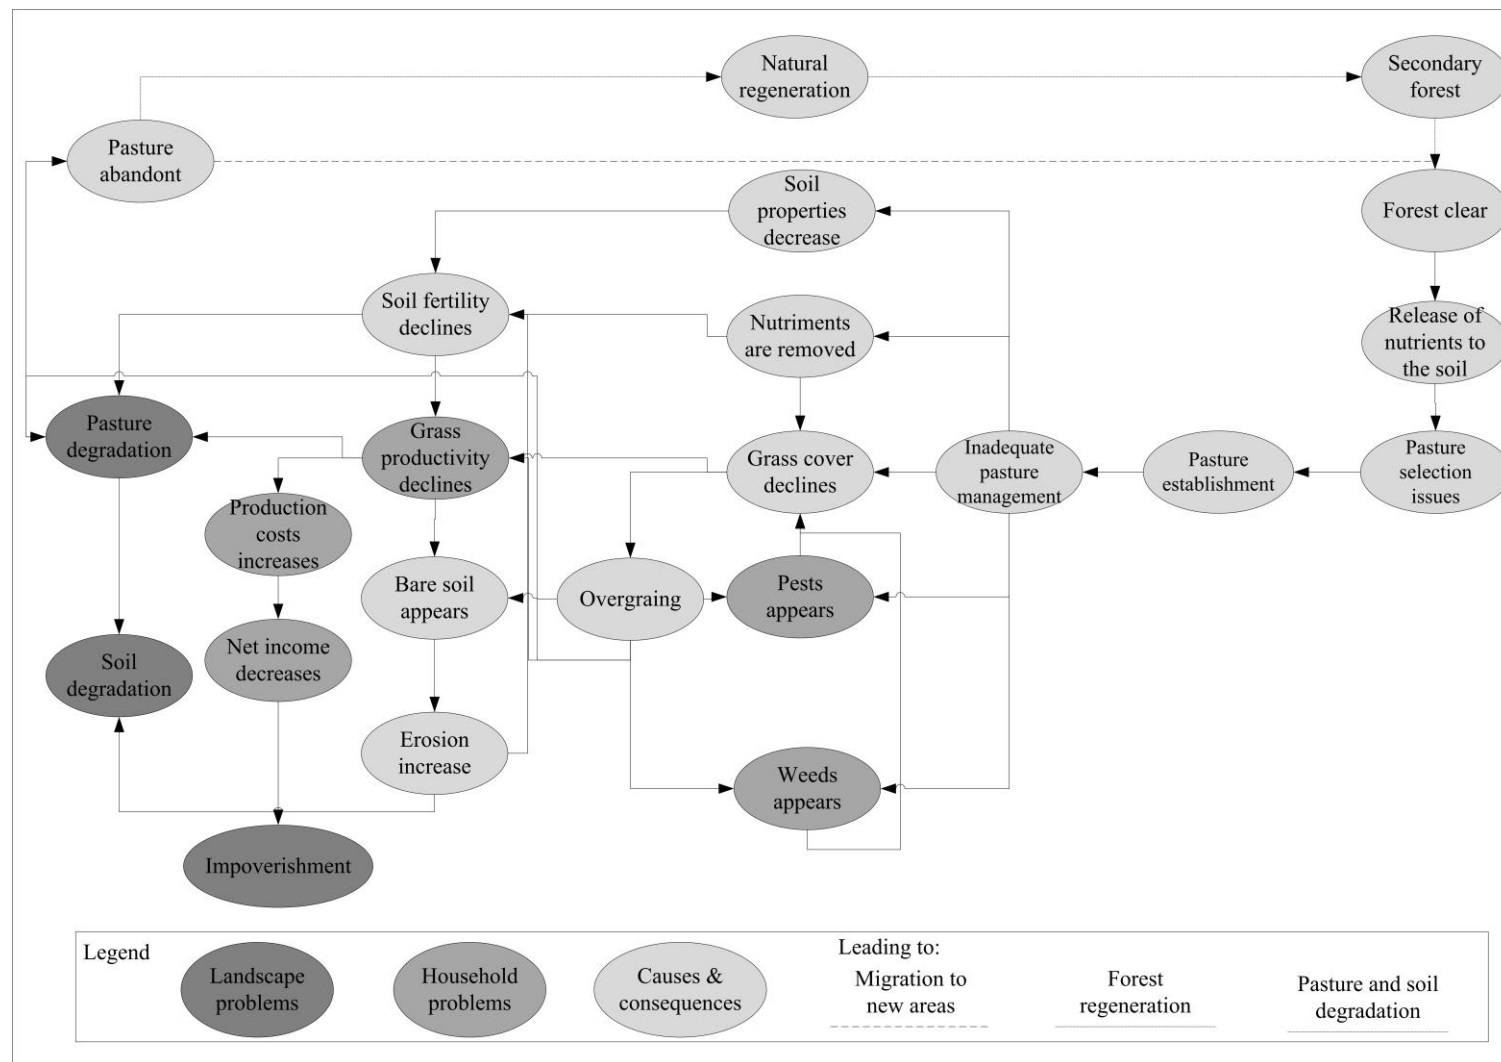 Natural
regeneration
Secondary
forest
Pasture
abandont
Soil
properties
decrease
Forest clear
Soil fertility
declines
Nutriments
are removed
Release of
nutrients to
the soil
Pasture
degradation
Grass
productivity
declines
Grass cover
declines
Inadequate
pasture
management
Pasture
establishment
Pasture
selection
issues
Production
costs
increases
Bare soil
appears
Overgraing
Pests
appears
Soil
degradation
Net income
decreases
Erosion
increase
Weeds
appears
Impoverishment
Legend
Landscape
problems
Household
problems
Causes &
consequences
Leading to:
Migration to
new areas
Forest
regeneration
Pasture and soil
degradation